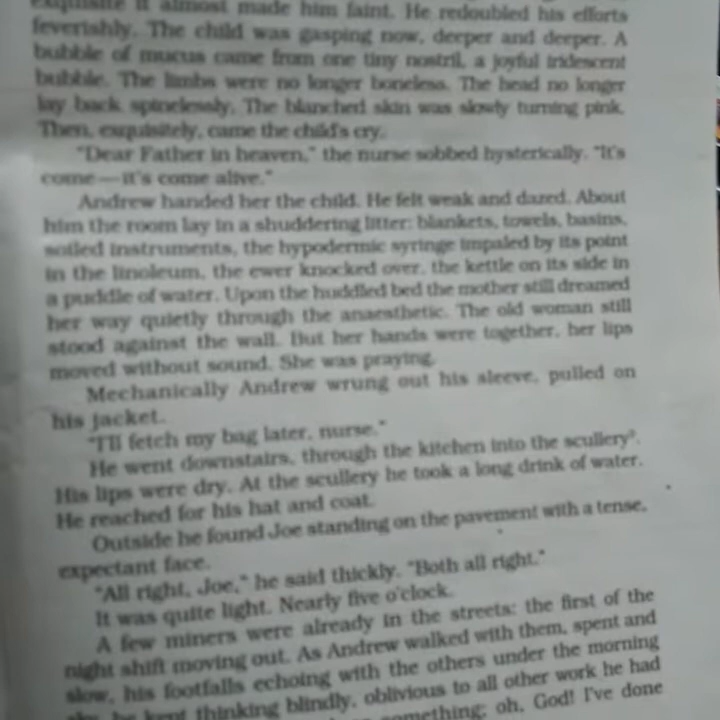 exquisite it almost made him faint. He redoubled his efforts
feverishly. The child was gasping now, deeper and deeper. A
bubble of mucus came from one tiny nostril, a joyful iridescent
bubble. The limbs were no longer boneless. The head no longer
lay back spinelessly. The blanched skin was slowly turning pink.
Then, exquisitely, came the child's cry.
"Dear Father in heaven," the nurse sobbed hysterically. "It's
come—it's come alive."
Andrew handed her the child. He felt weak and dazed. About
him the room lay in a shuddering litter: blankets, towels, basins,
soiled instruments, the hypodermic syringe impaled by its point
in the linoleum, the ewer knocked over, the kettle on its side in
a puddle of water. Upon the huddled bed the mother still dreamed
her way quietly through the anaesthetic. The old woman still
stood against the wall. But her hands were together, her lips
moved without sound. She was praying.
Mechanically Andrew wrung out his sleeve, pulled on
his jacket.
"I'll fetch my bag later, nurse."
He went downstairs, through the kitchen into the scullery⁹.
His lips were dry. At the scullery he took a long drink of water.
He reached for his hat and coat.
Outside he found Joe standing on the pavement with a tense,
expectant face.
"All right, Joe," he said thickly. "Both all right."
It was quite light. Nearly five o'clock.
A few miners were already in the streets: the first of the
night shift moving out. As Andrew walked with them, spent and
slow, his footfalls echoing with the others under the morning
sky, he kept thinking blindly, oblivious to all other work he had
something; oh, God! I've done